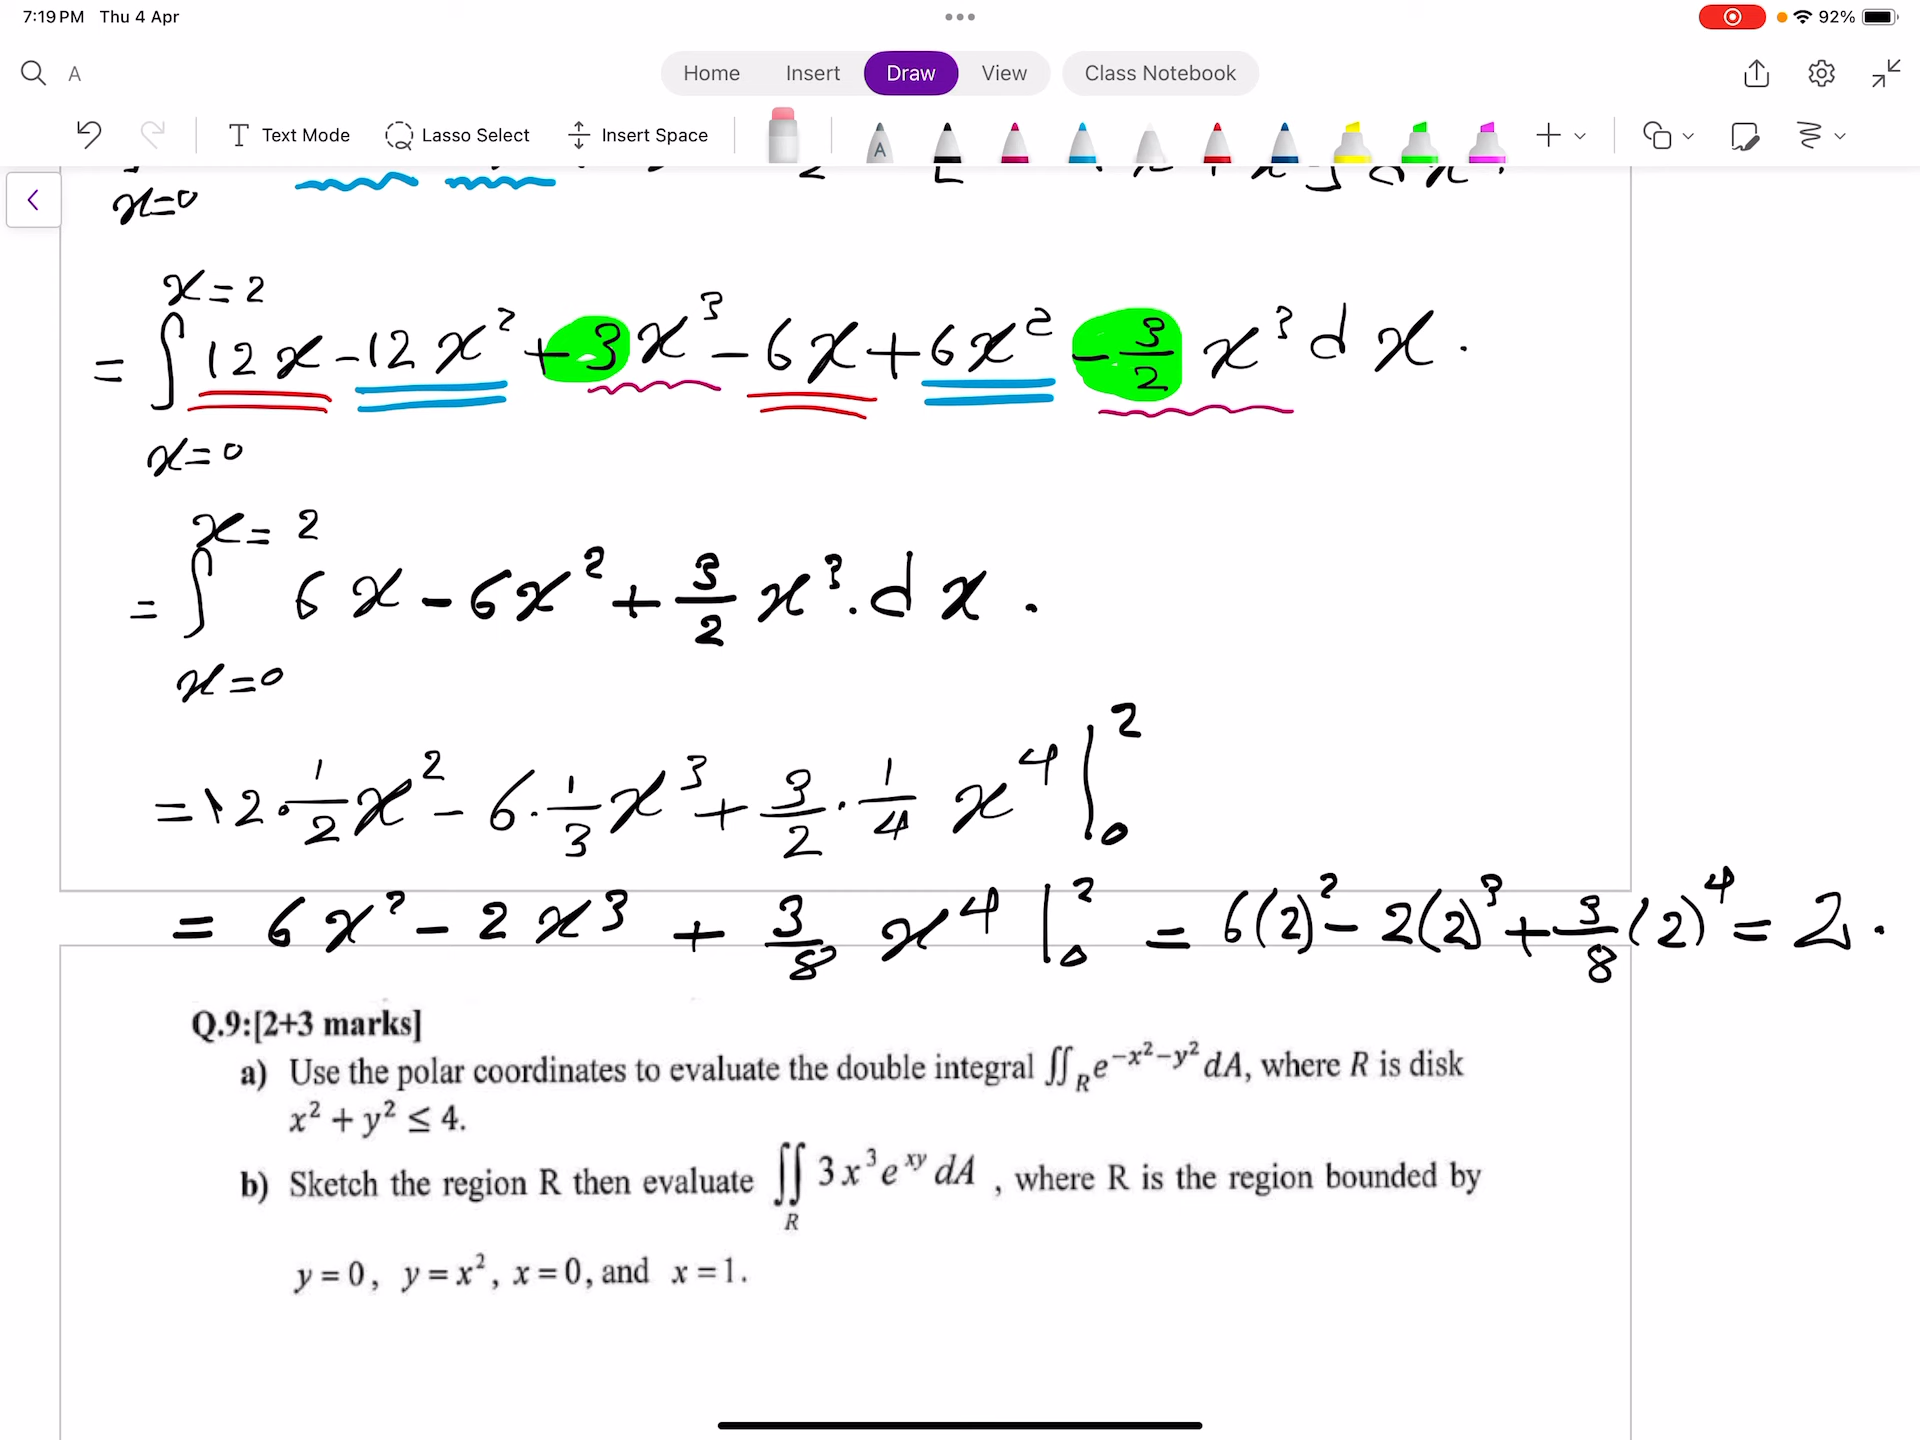 7:19 PM Thu 4 Apr
92%
A
Home Insert Draw View Class Notebook
Text Mode Lasso Select Insert Space
x=0
x=2
= ∫ 12x - 12x² + 3x³ - 6x + 6x² - 3/2 x³ dx.
x=0
x=2
= ∫ 6x - 6x² + 3/2 x³. dx.
x=0
= 12·1/2 x² - 6·1/3 x³ + 3/2 · 1/4 x⁴ |₀²
= 6x² - 2x³ + 3/8 x⁴ |₀² = 6(2)² - 2(2)³ + 3/8 (2)⁴ = 2.
Q.9:[2+3 marks]
a) Use the polar coordinates to evaluate the double integral ∬_R e^(-x²-y²) dA, where R is disk
x² + y² ≤ 4.
b) Sketch the region R then evaluate ∬_R 3x³e^(xy) dA , where R is the region bounded by
y = 0, y = x², x = 0, and x = 1.